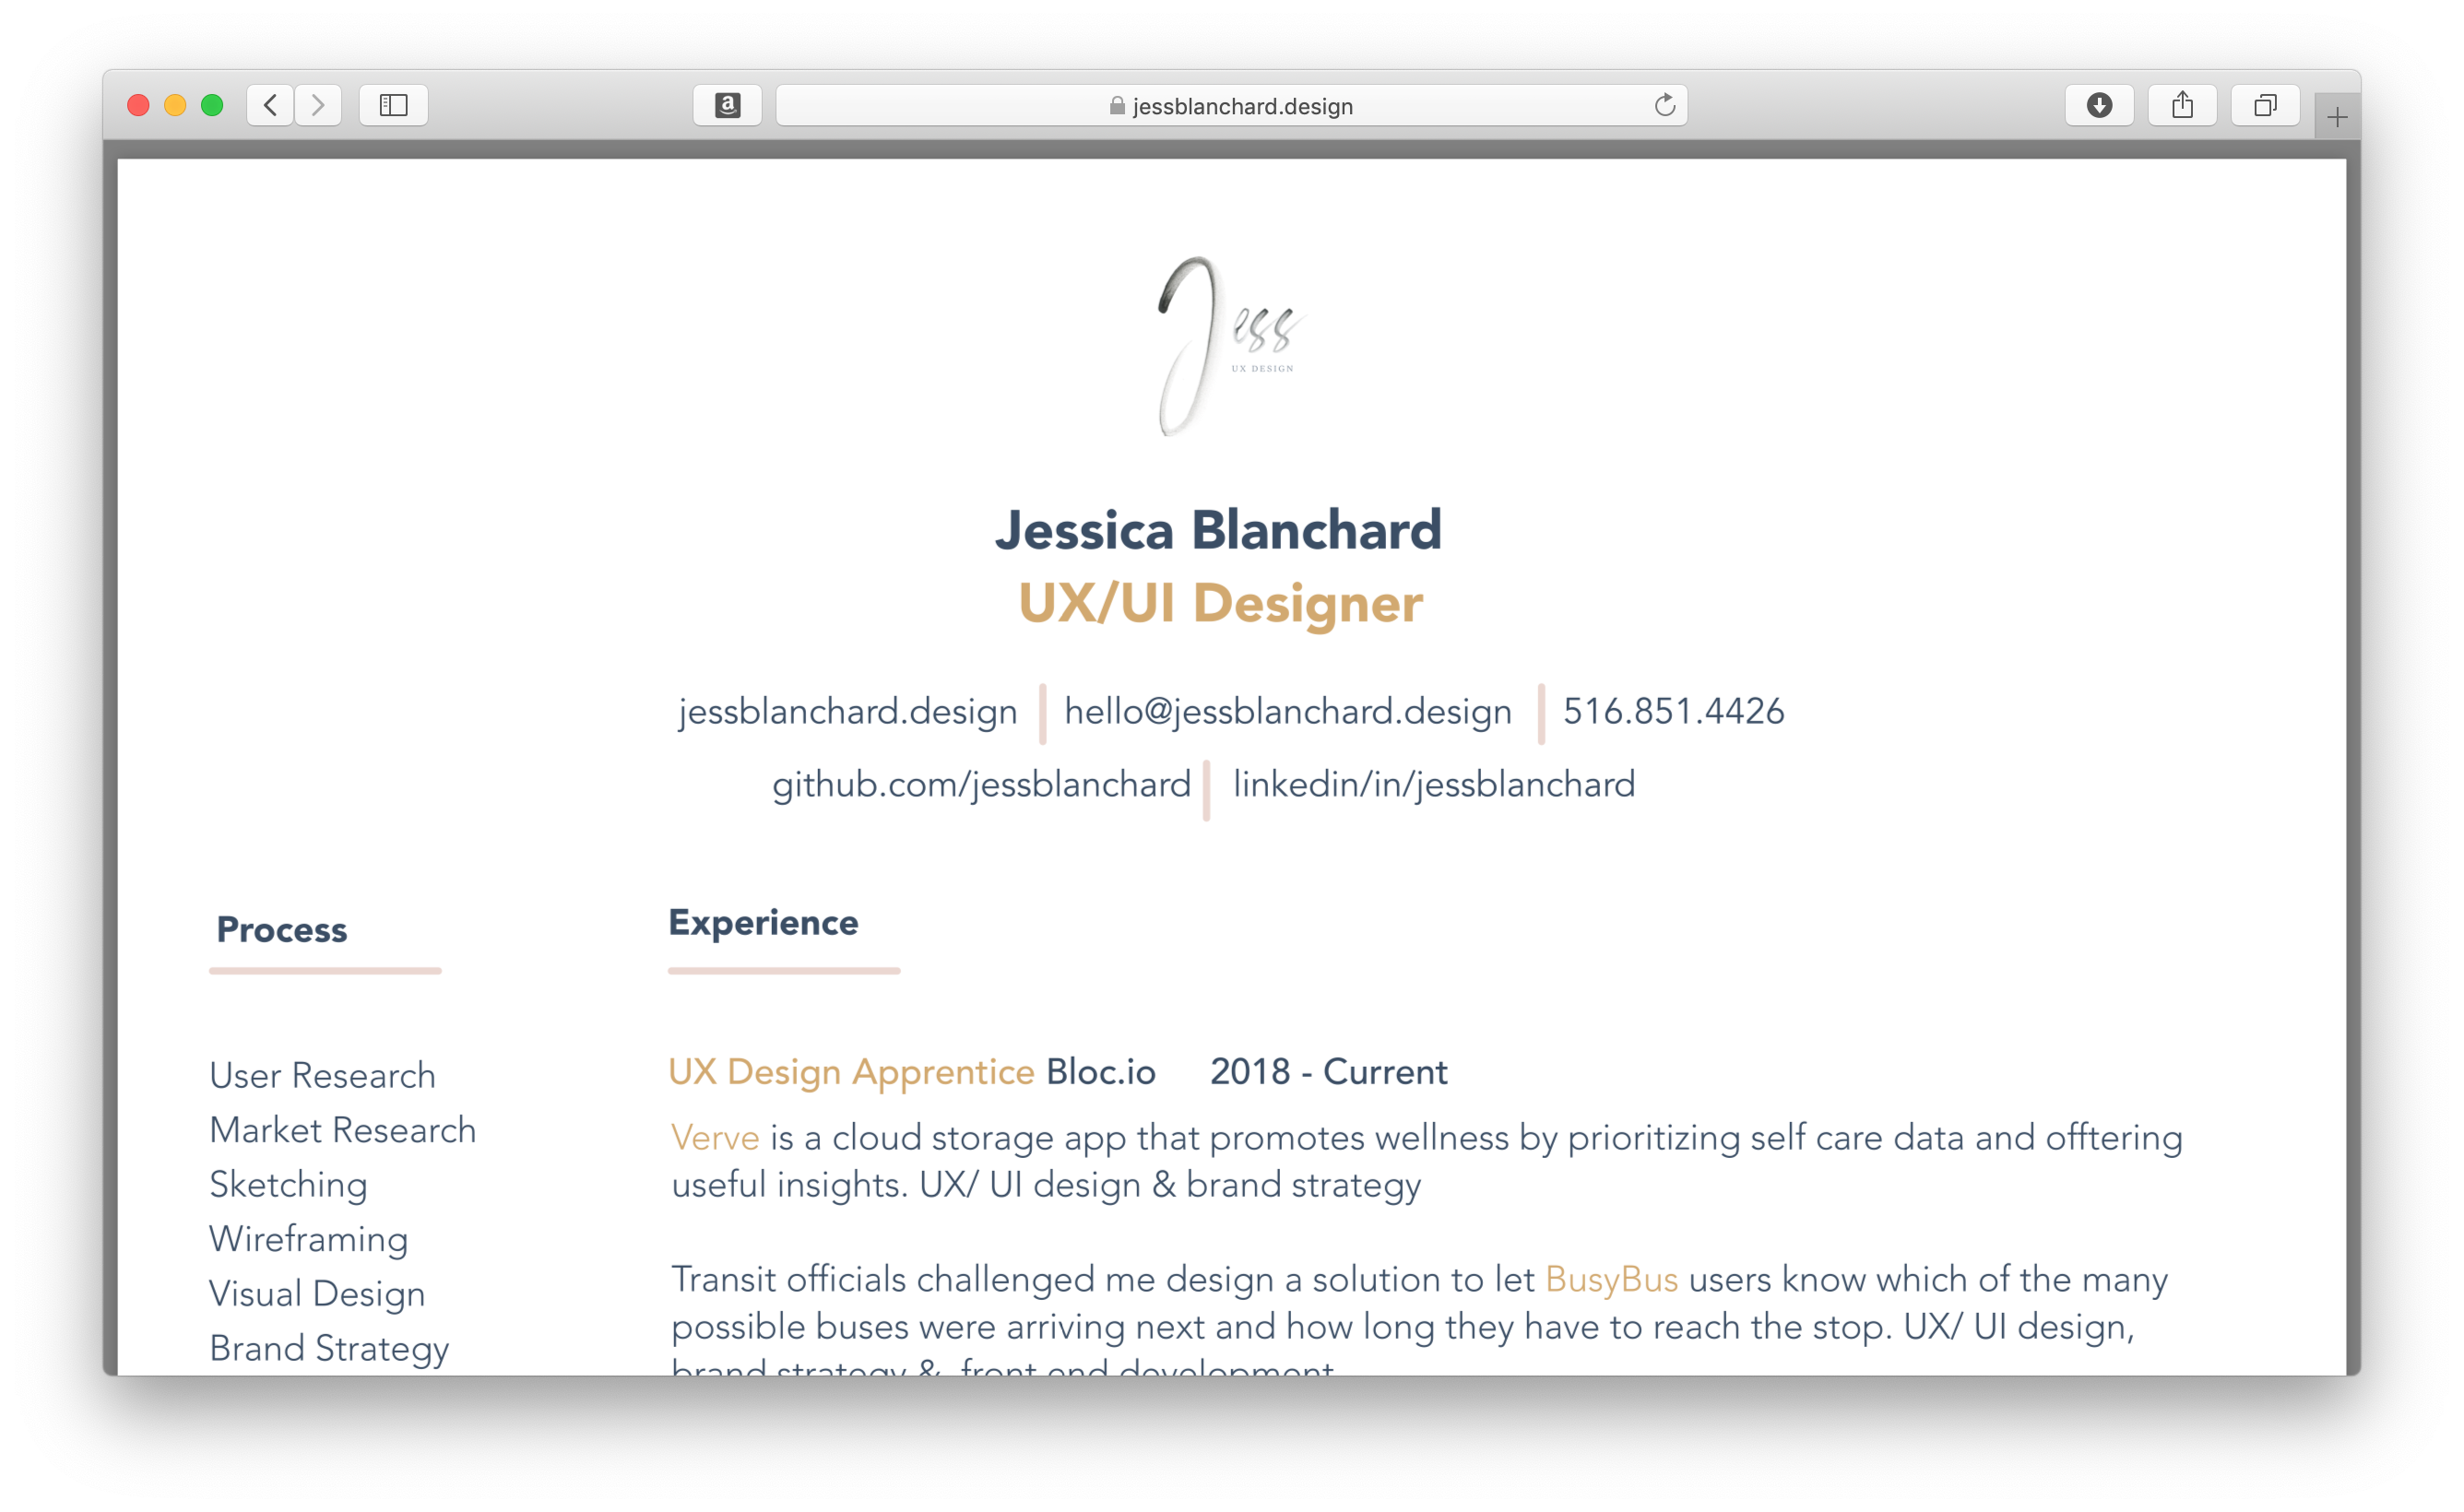 jessblanchard.design
Jess
UX DESIGN
Jessica Blanchard
UX/UI Designer
jessblanchard.design hello@jessblanchard.design 516.851.4426
github.com/jessblanchard linkedin/in/jessblanchard
Process
User Research
Market Research
Sketching
Wireframing
Visual Design
Brand Strategy
Experience
UX Design Apprentice Bloc.io 2018 - Current
Verve is a cloud storage app that promotes wellness by prioritizing self care data and offtering
useful insights. UX/ UI design & brand strategy
Transit officials challenged me design a solution to let BusyBus users know which of the many
possible buses were arriving next and how long they have to reach the stop. UX/ UI design,
brand strategy & front end development